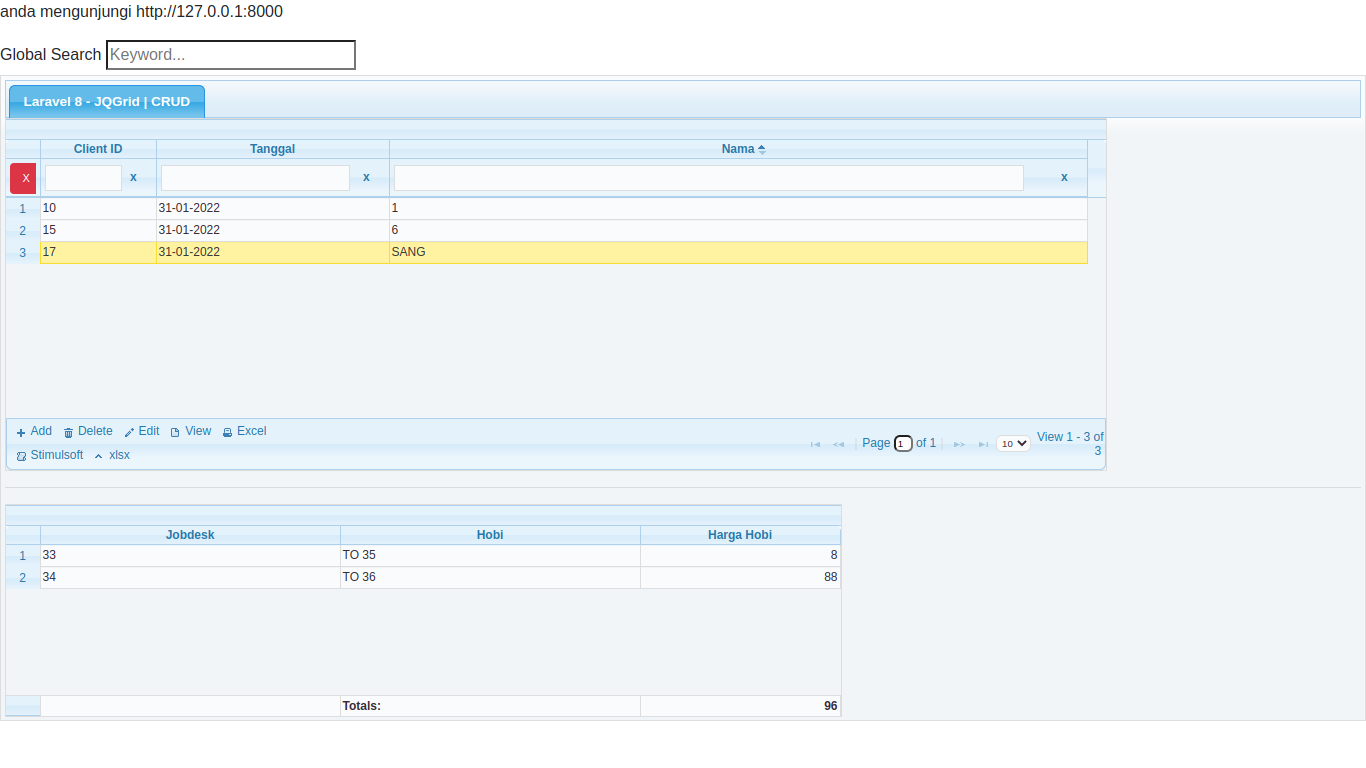 anda mengunjungi http://127.0.0.1:8000
Global Search Keyword...
Laravel 8 - JQGrid | CRUD
Client ID Tanggal Nama
X x x x
1 10 31-01-2022 1
2 15 31-01-2022 6
3 17 31-01-2022 SANG
Add Delete Edit View Excel
Stimulsoft xlsx
Page 1 of 1 10 View 1 - 3 of
3
Jobdesk Hobi Harga Hobi
1 33 TO 35 8
2 34 TO 36 88
Totals: 96